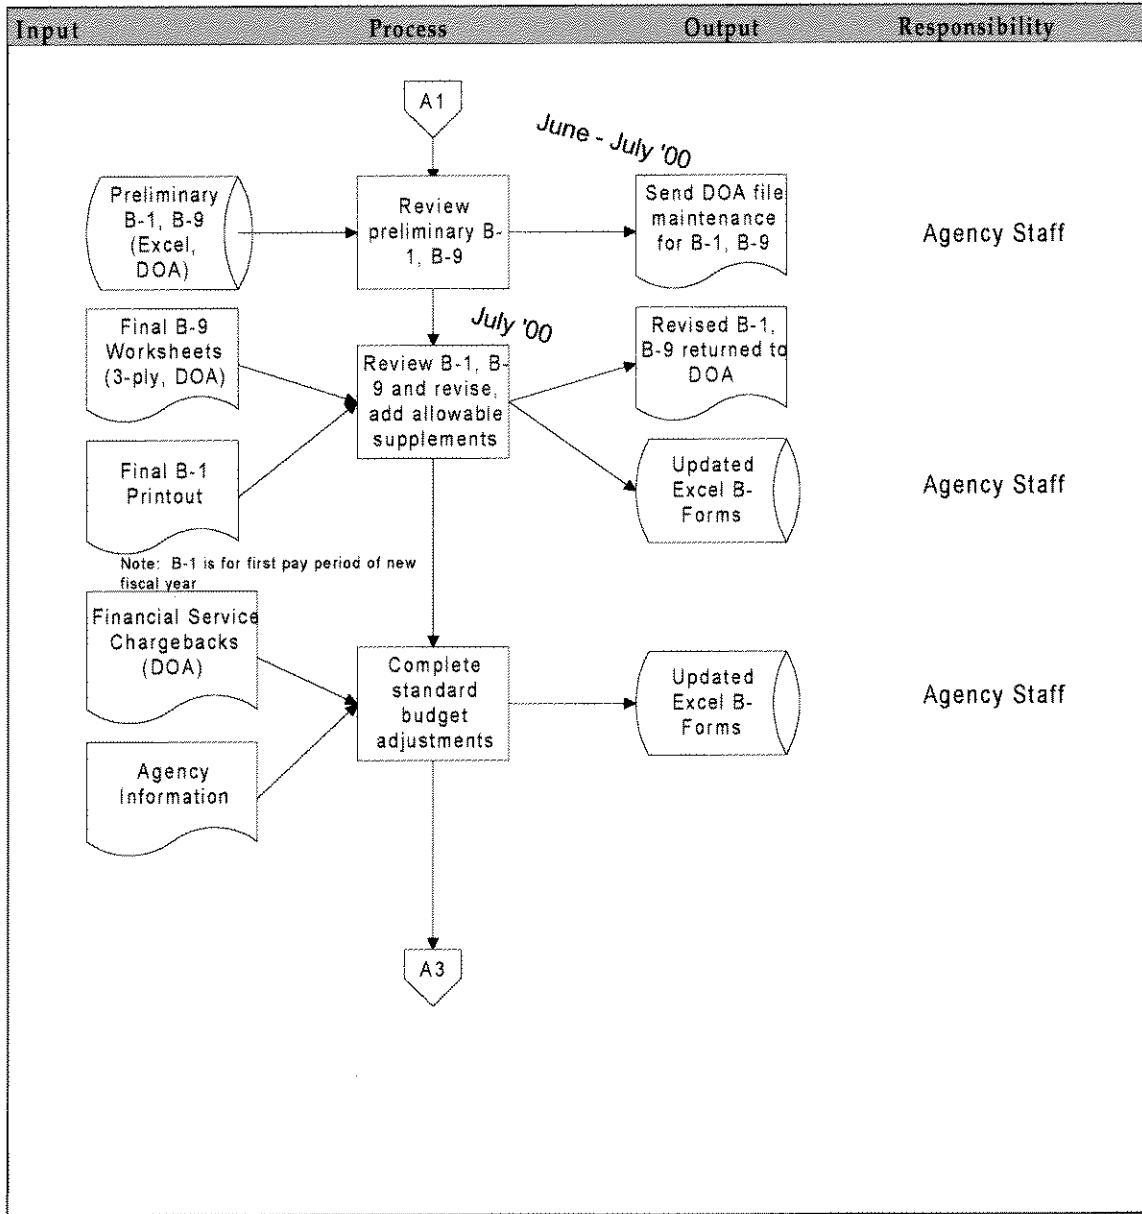 Input Process Output Responsibility
A1
June - July '00
Preliminary
B-1, B-9
(Excel,
DOA)
Review
preliminary B-
1, B-9
Send DOA file
maintenance
for B-1, B-9
Agency Staff
July '00
Final B-9
Worksheets
(3-ply, DOA)
Review B-1, B-
9 and revise,
add allowable
supplements
Revised B-1,
B-9 returned to
DOA
Final B-1
Printout
Updated
Excel B-
Forms
Agency Staff
Note: B-1 is for first pay period of new
fiscal year
Financial Service
Chargebacks
(DOA)
Complete
standard
budget
adjustments
Updated
Excel B-
Forms
Agency Staff
Agency
Information
A3